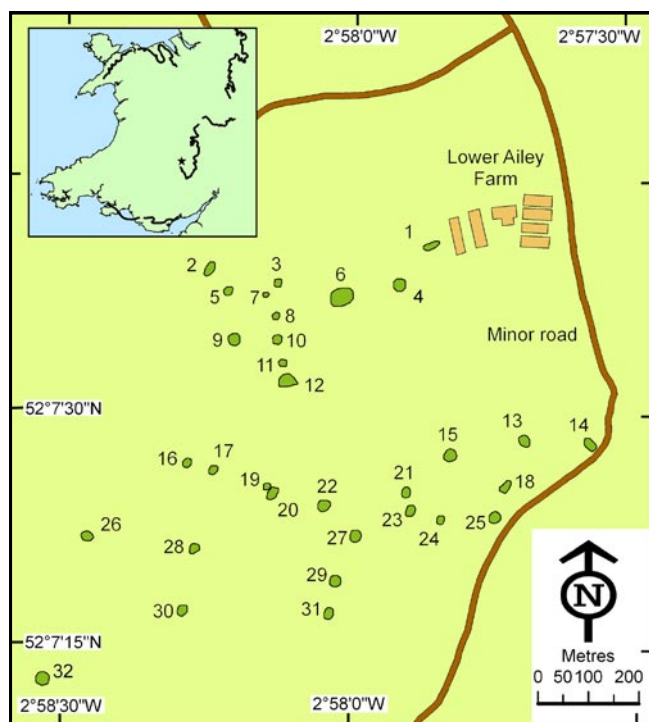 2°58'0"W
2°57'30"W
Lower Ailey
Farm
1
2
3
4
5
6
7
8
9
10
11
12
Minor road
52°7'30"N
13
14
15
16
17
18
19
20
21
22
23
24
25
26
27
28
29
30
31
32
N
52°7'15"N
Metres
0 50 100 200
2°58'30"W
2°58'0"W